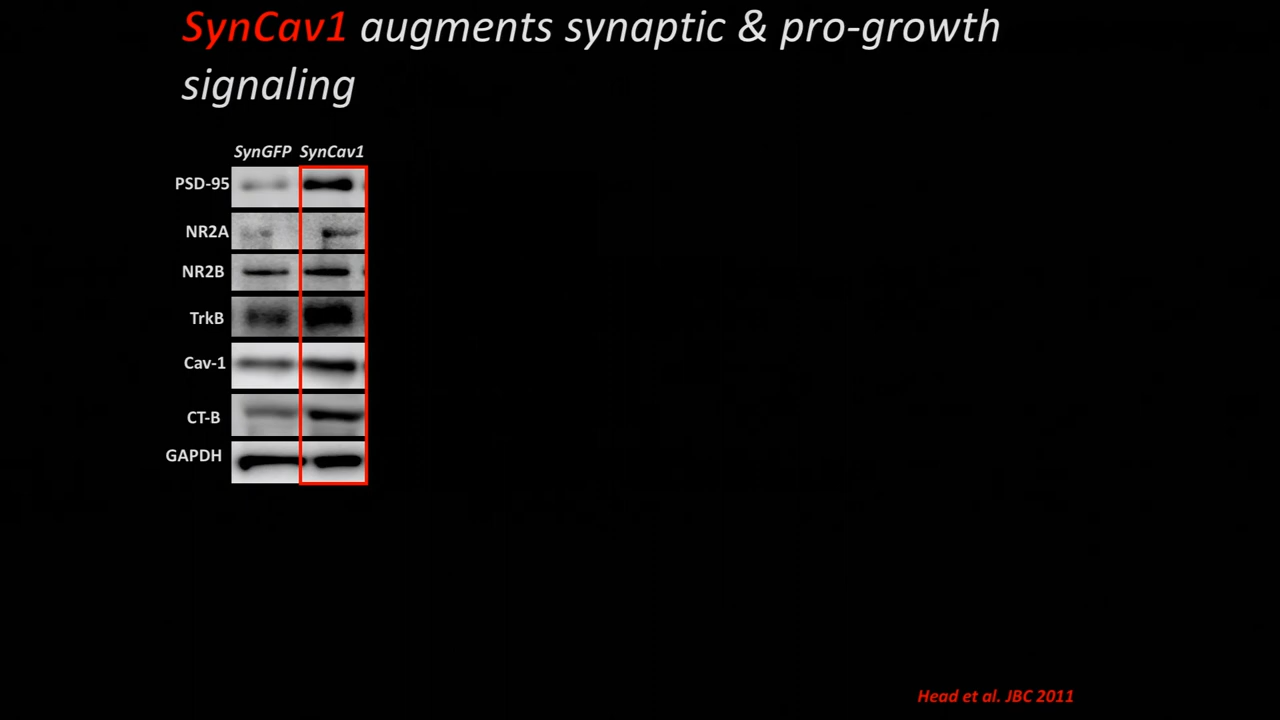 SynCav1 augments synaptic & pro-growth
signaling
SynGFP SynCav1
PSD-95
NR2A
NR2B
TrkB
Cav-1
CT-B
GAPDH
Head et al. JBC 2011